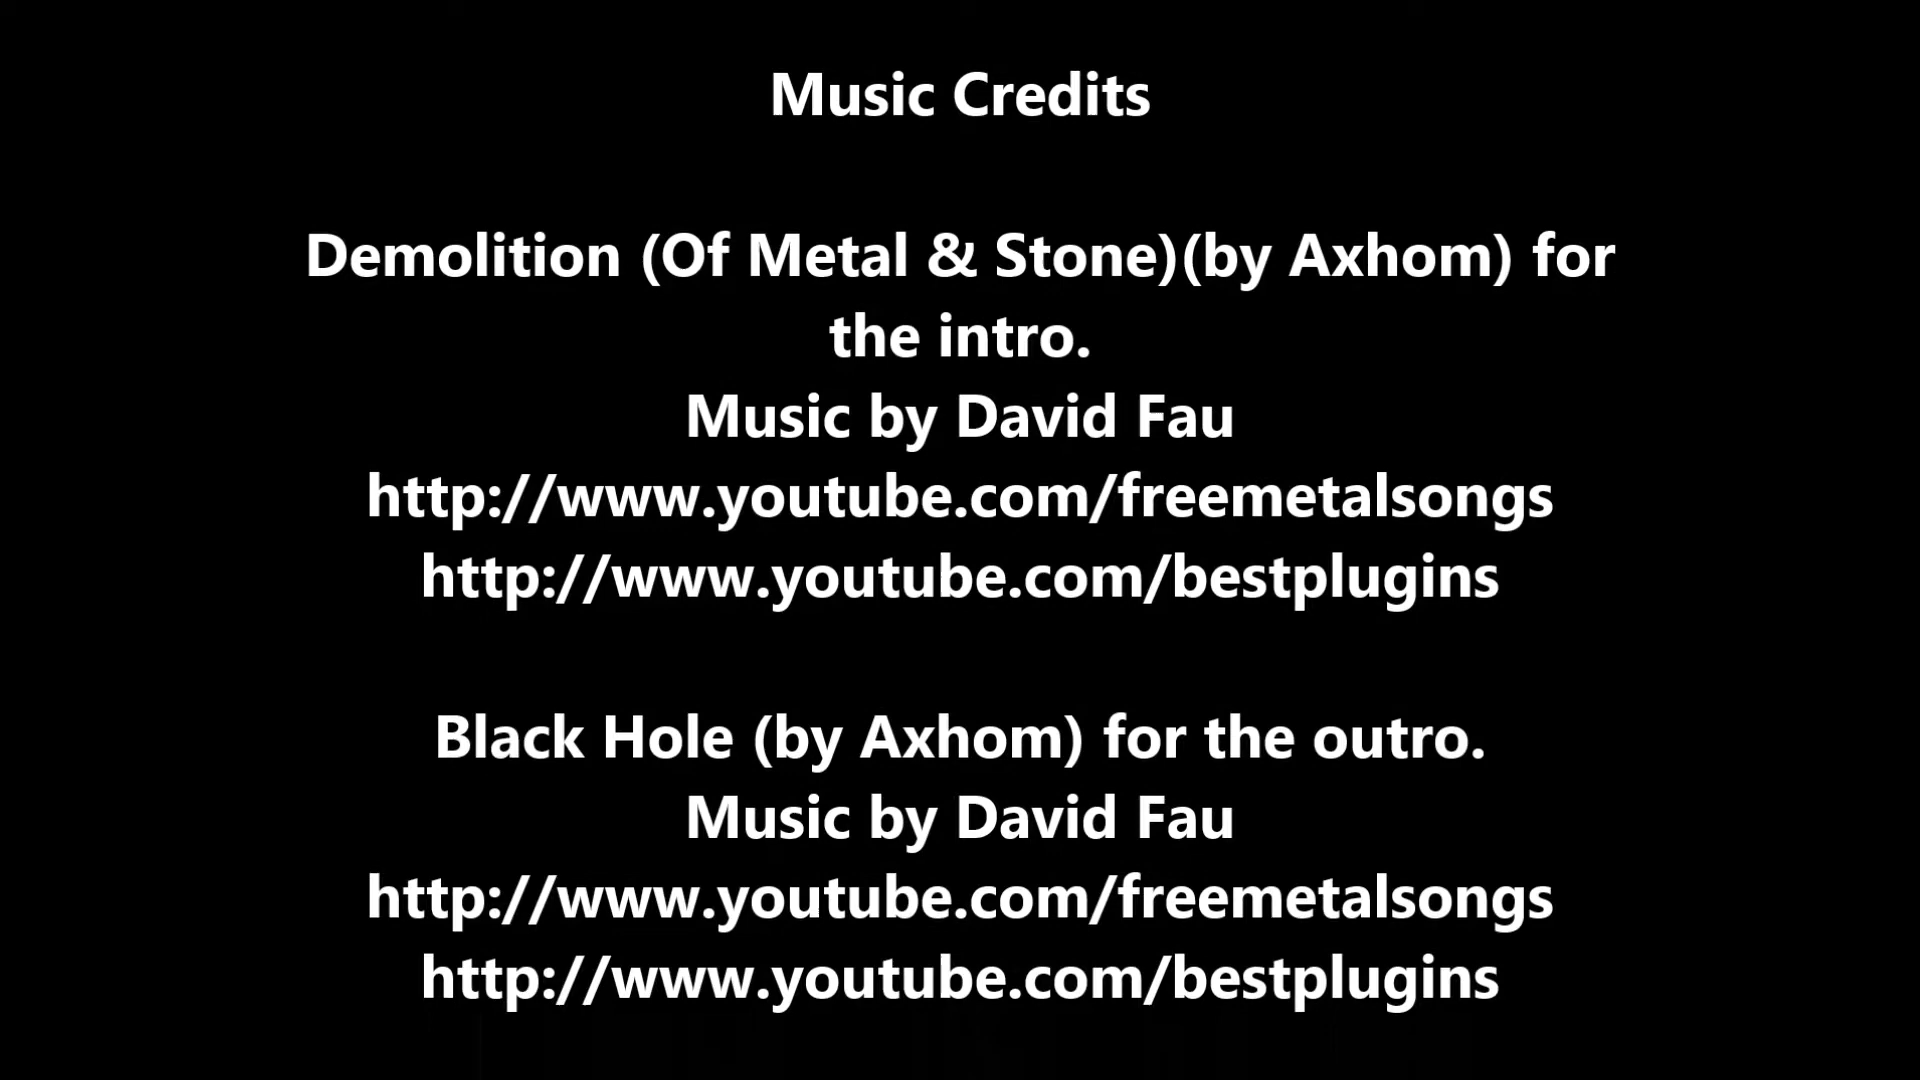 Music Credits
Demolition (Of Metal & Stone)(by Axhom) for
the intro.
Music by David Fau
http://www.youtube.com/freemetalsongs
http://www.youtube.com/bestplugins
Black Hole (by Axhom) for the outro.
Music by David Fau
http://www.youtube.com/freemetalsongs
http://www.youtube.com/bestplugins